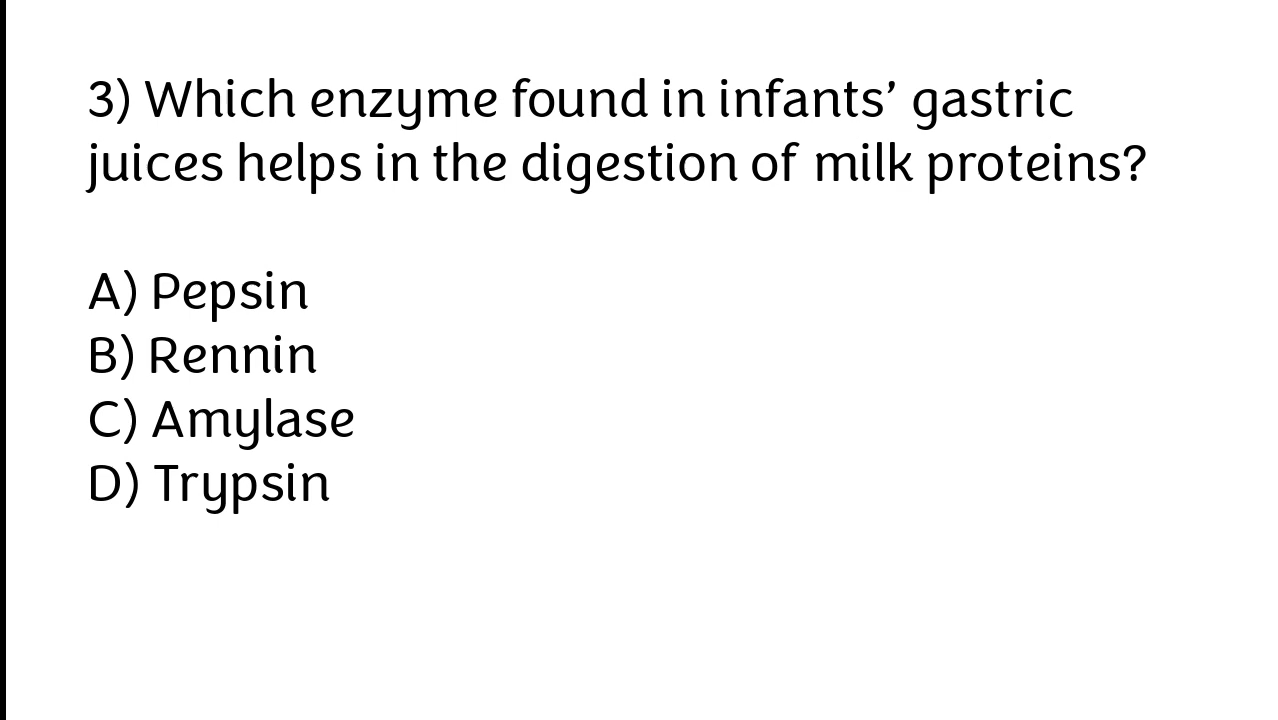 3) Which enzyme found in infants’ gastric
juices helps in the digestion of milk proteins?
A) Pepsin
B) Rennin
C) Amylase
D) Trypsin